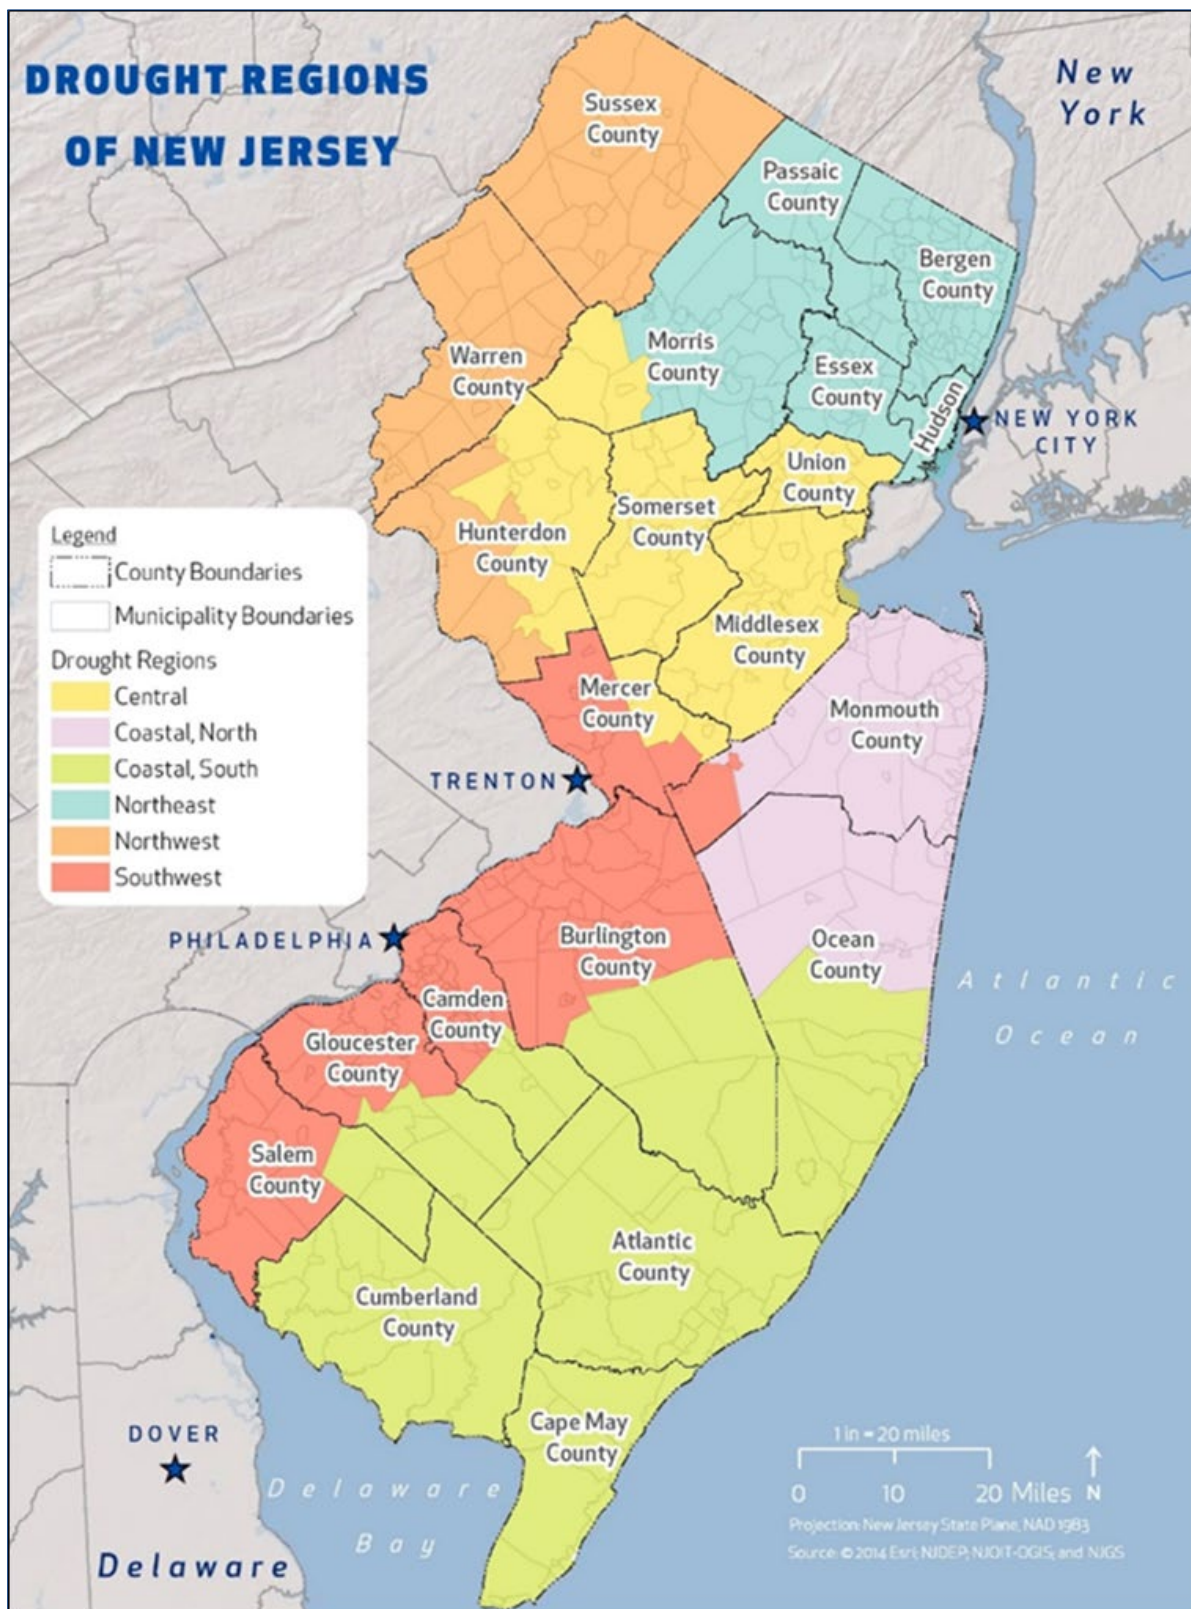 DROUGHT REGIONS
OF NEW JERSEY
New
York
Sussex
County
Passaic
County
Bergen
County
Morris
County
Essex
County
Warren
County
Hudson
NEW YORK
CITY
Union
County
Somerset
County
Hunterdon
County
Middlesex
County
Mercer
County
Monmouth
County
TRENTON
Legend
County Boundaries
Municipality Boundaries
Drought Regions
Central
Coastal, North
Coastal, South
Northeast
Northwest
Southwest
PHILADELPHIA
Burlington
County
Ocean
County
Camden
County
Gloucester
County
Atlantic
Ocean
Salem
County
Atlantic
County
Cumberland
County
Cape May
County
DOVER
Delaware
Bay
Delaware
1 in = 20 miles
0 10 20 Miles N
Projection: New Jersey State Plane, NAD 1983
Source: © 2014 Esri; NJDEP; NJOIT-OGIS; and NJGS